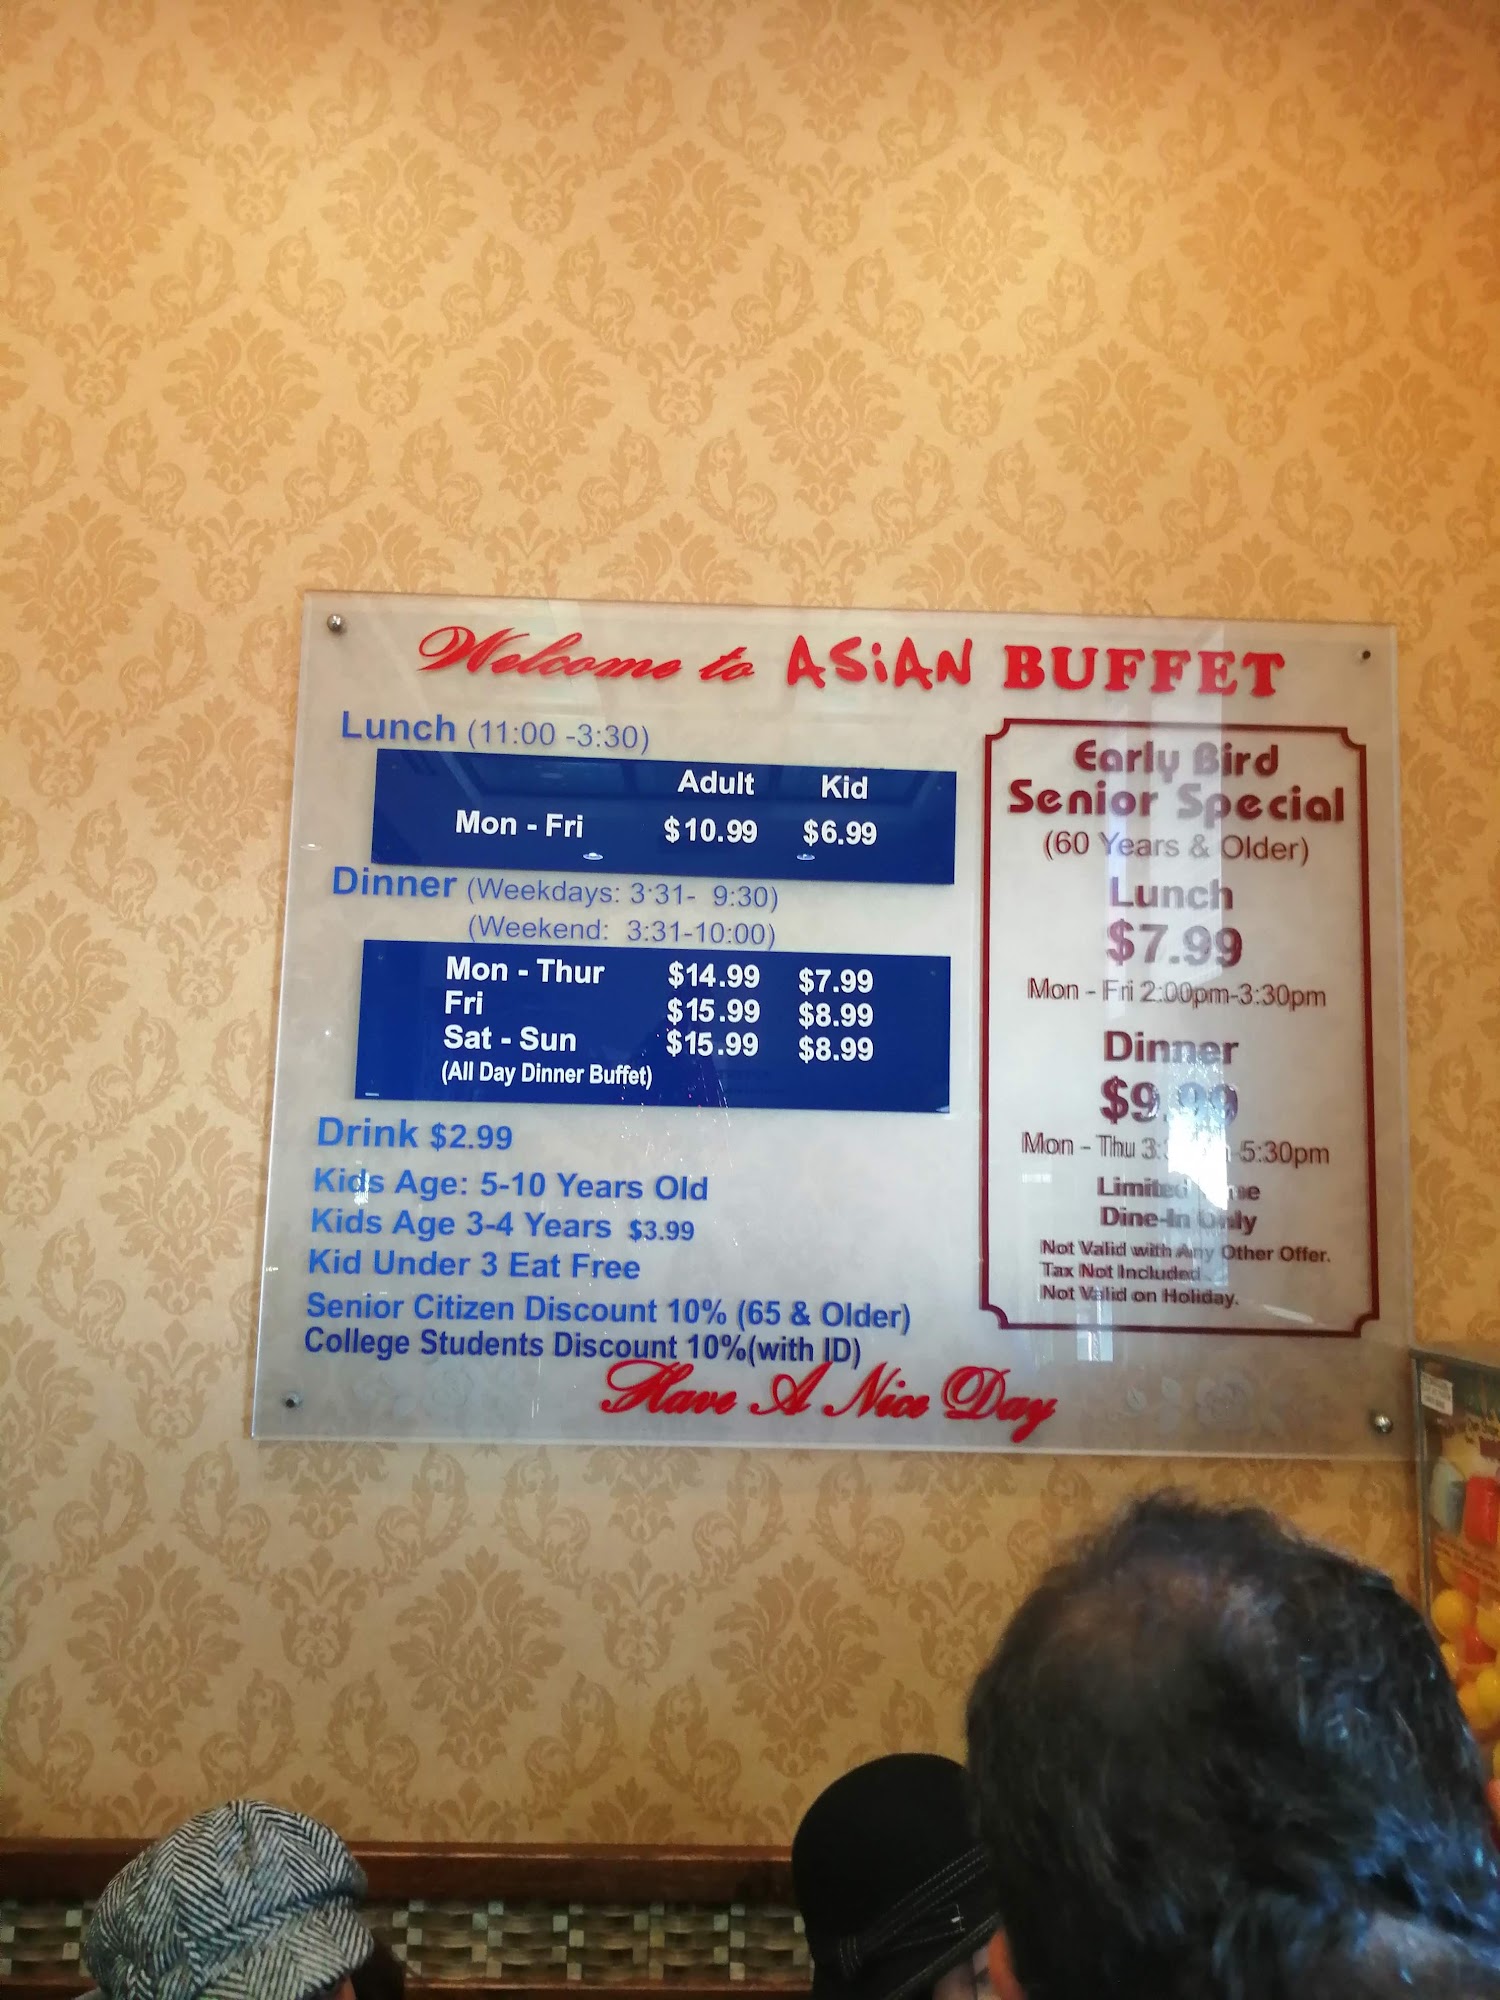 Welcome to ASiAN BUFFET
Lunch (11:00 -3:30)
Adult Kid
Mon - Fri $10.99 $6.99
Dinner (Weekdays: 3:31- 9:30)
(Weekend: 3:31-10:00)
Mon - Thur $14.99 $7.99
Fri $15.99 $8.99
Sat - Sun $15.99 $8.99
(All Day Dinner Buffet)
Drink $2.99
Kids Age: 5-10 Years Old
Kids Age 3-4 Years $3.99
Kid Under 3 Eat Free
Senior Citizen Discount 10% (65 & Older)
College Students Discount 10%(with ID)
Early Bird
Senior Special
(60 Years & Older)
Lunch
$7.99
Mon - Fri 2:00pm-3:30pm
Dinner
$9.99
Mon - Thu -5:30pm
Limited Time
Dine-In Only
Not Valid with Any Other Offer.
Tax Not Included.
Not Valid on Holiday.
Have A Nice Day